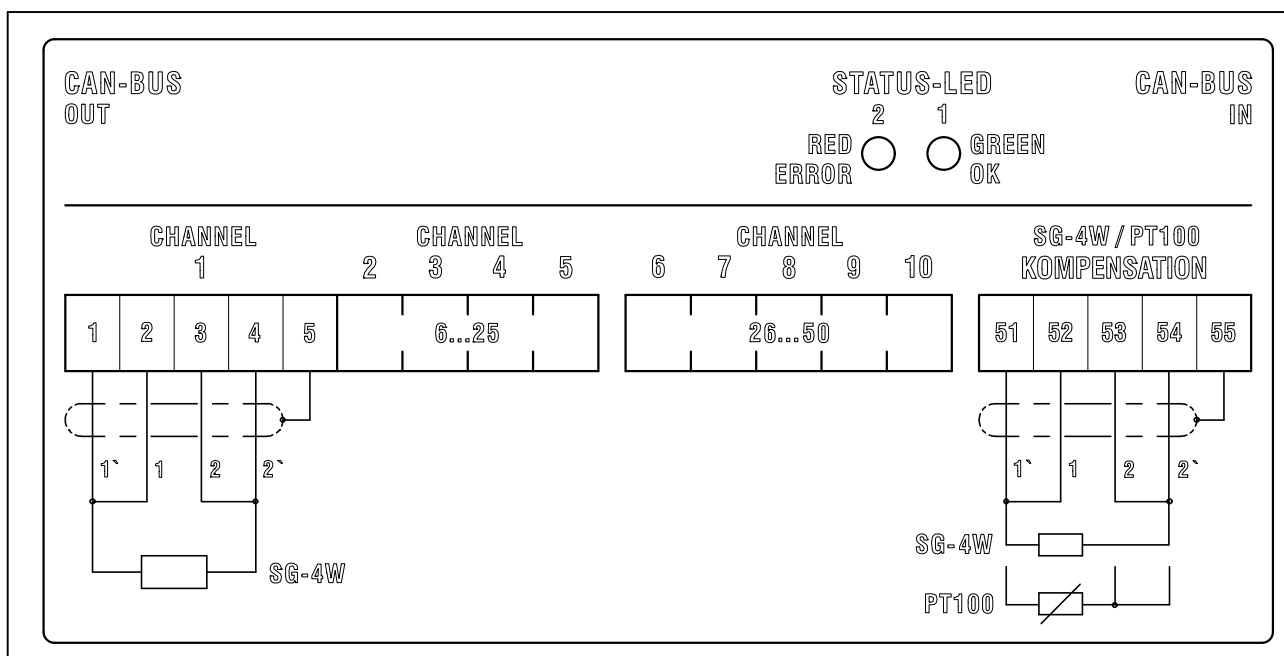 CAN-BUS
OUT
STATUS-LED
2 1
RED
ERROR
GREEN
OK
CAN-BUS
IN
CHANNEL
1
CHANNEL
2 3 4 5
CHANNEL
6 7 8 9 10
SG-4W / PT100
KOMPENSATION
1 2 3 4 5 6...25 26...50 51 52 53 54 55
1` 1 2 2` 1` 1 2 2`
SG-4W
SG-4W
PT100